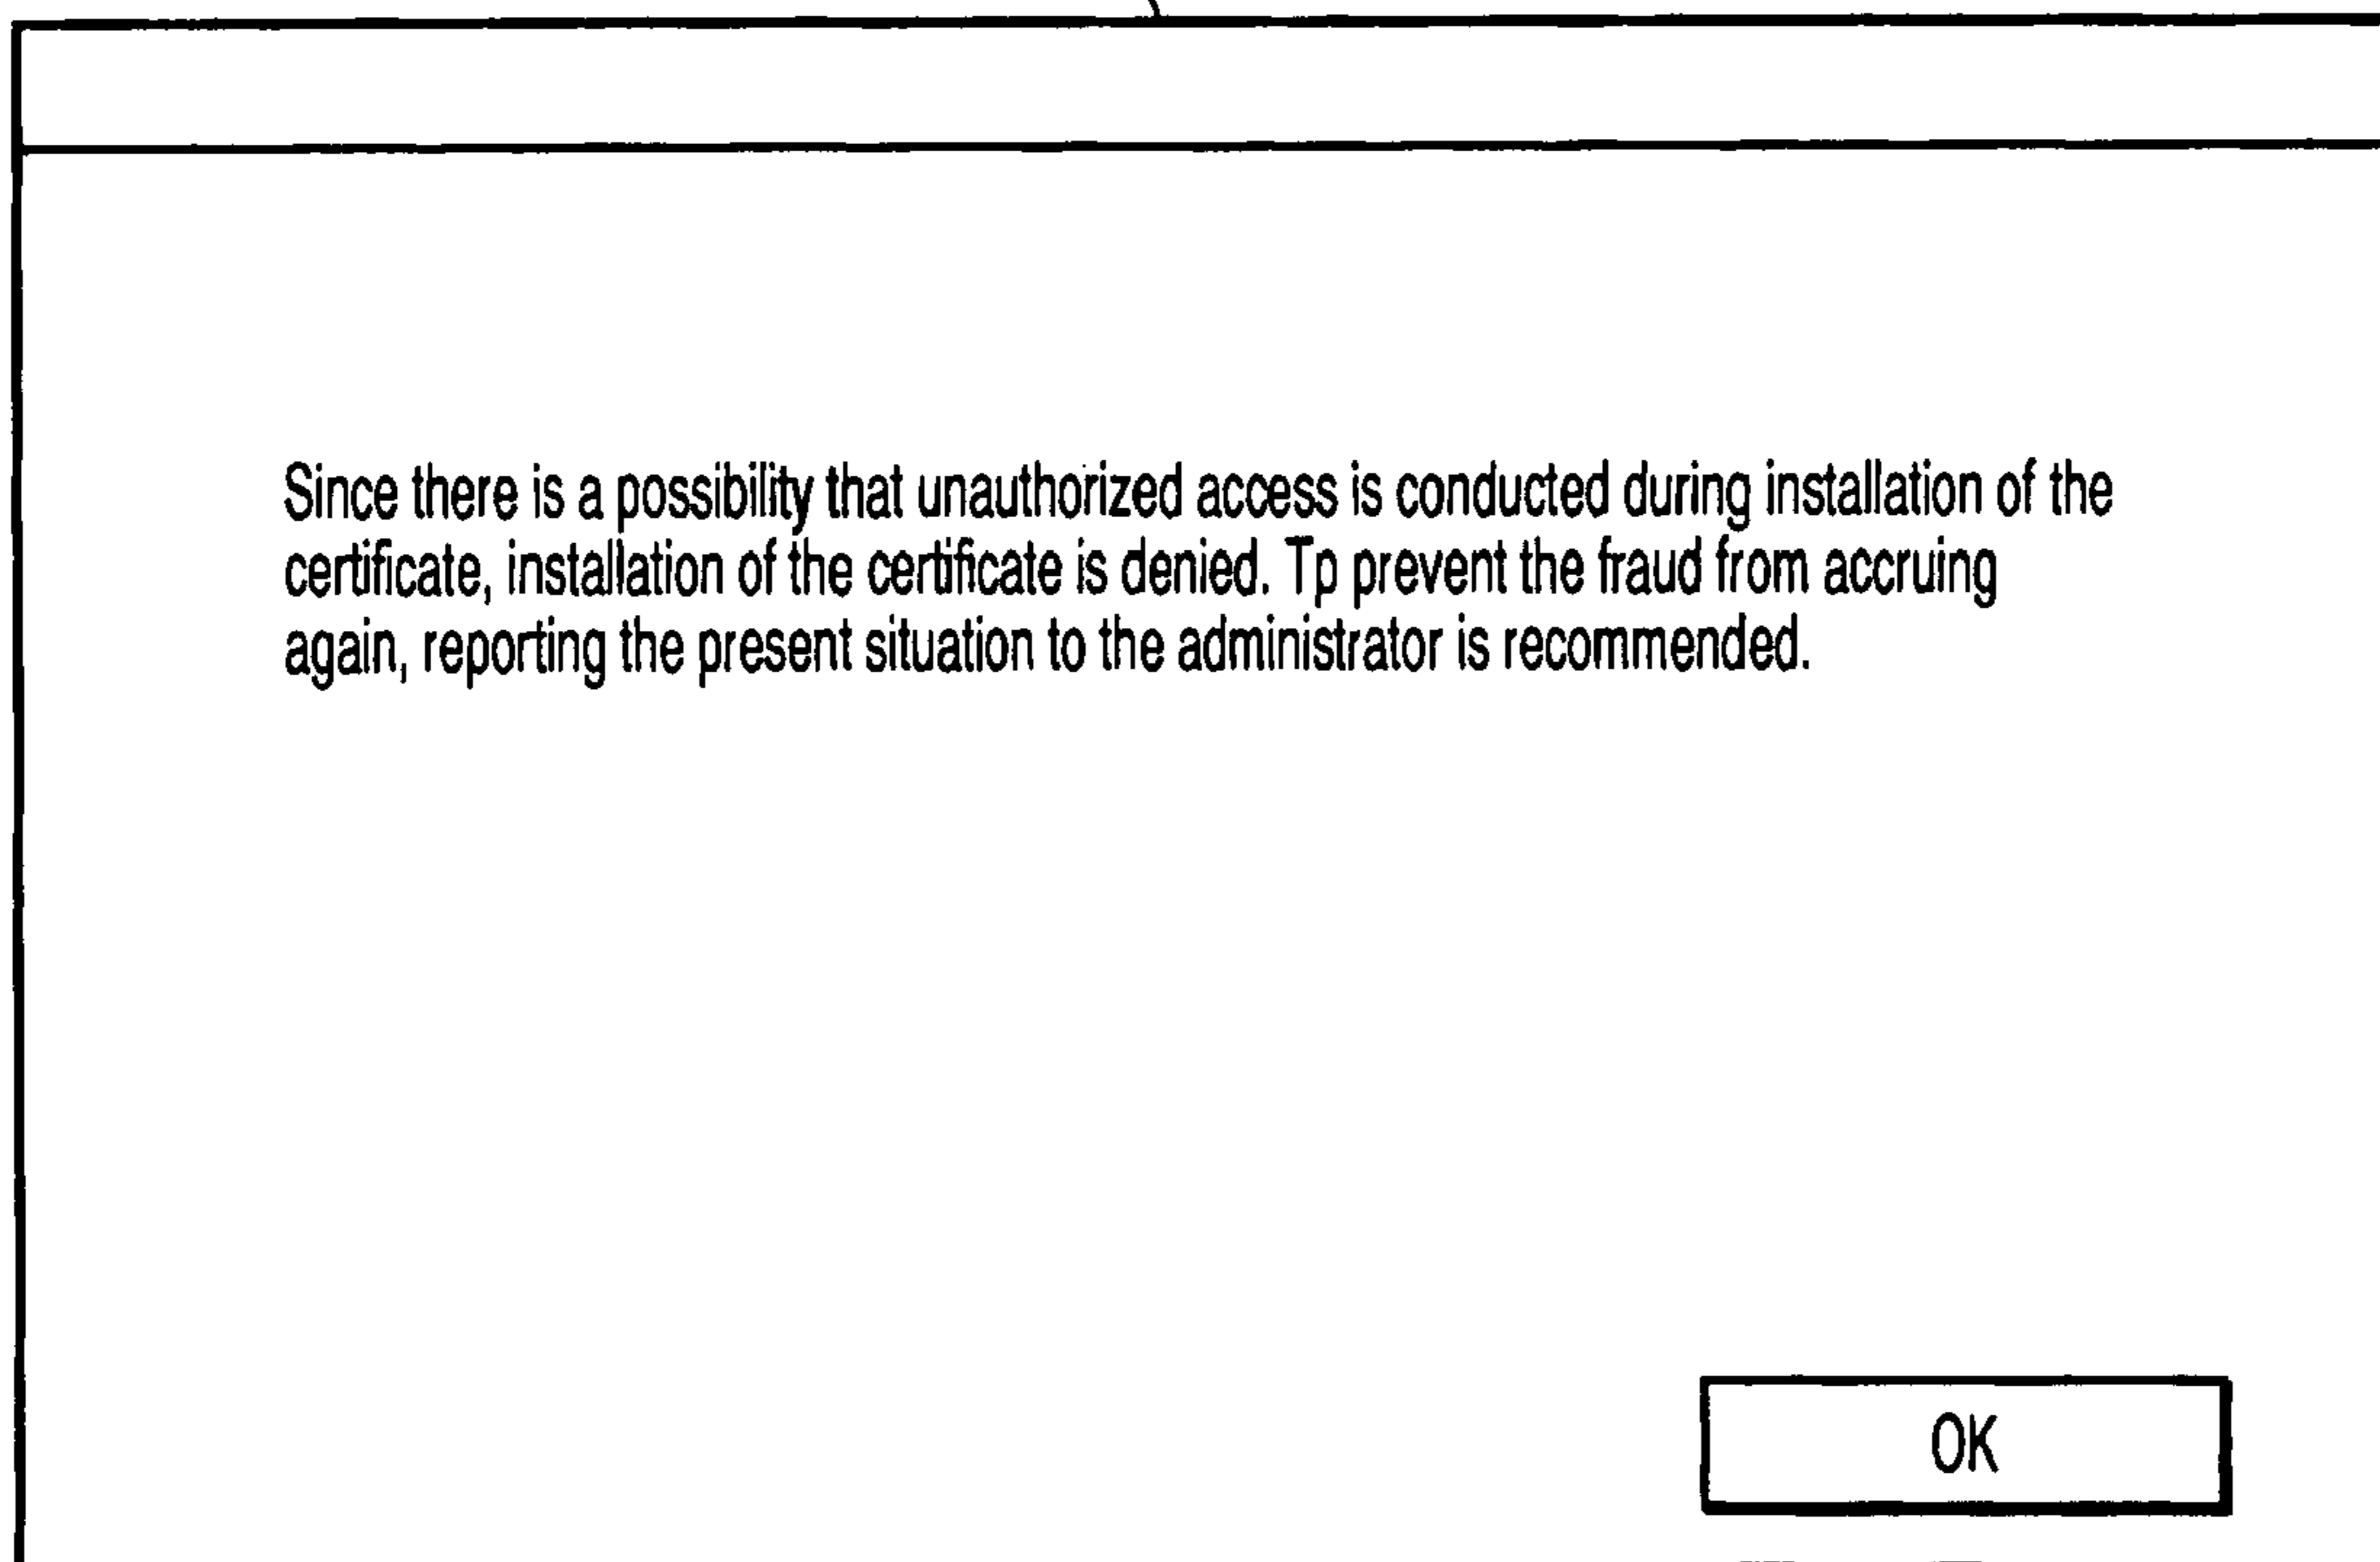 Since there is a possibility that unauthorized access is conducted during installation of the
certificate, installation of the certificate is denied. Tp prevent the fraud from accruing
again, reporting the present situation to the administrator is recommended.
OK